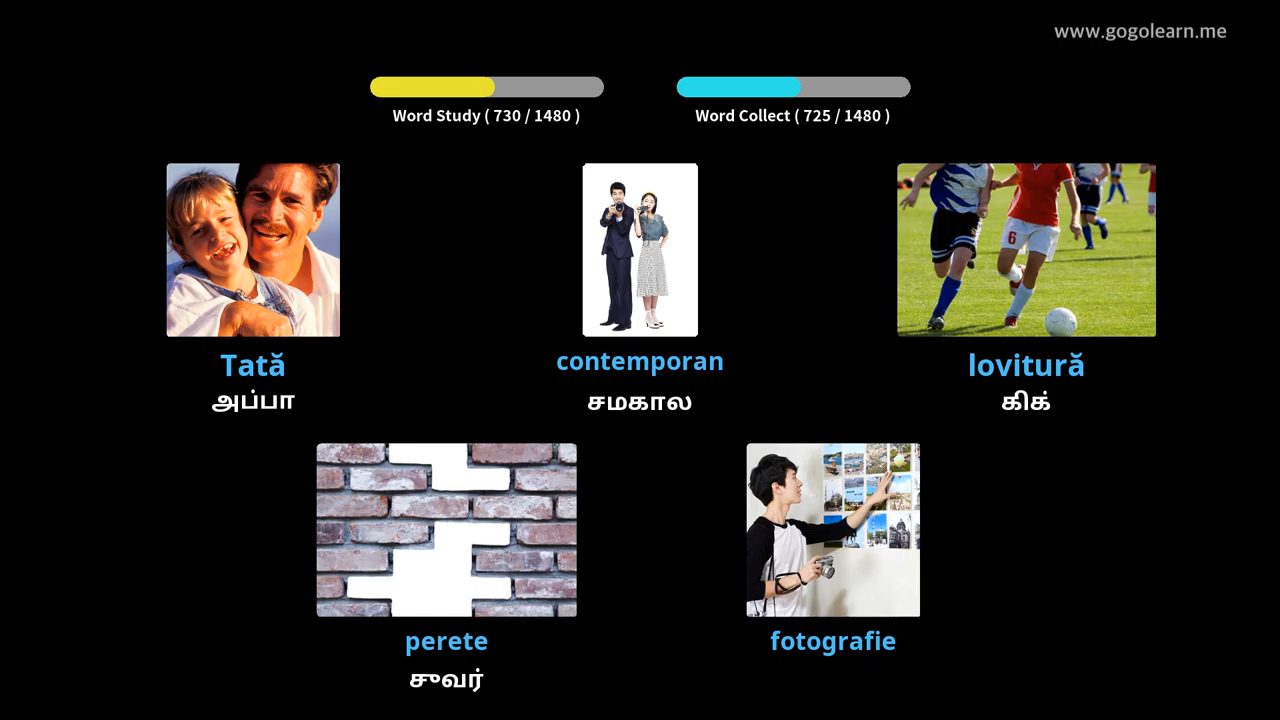 www.gogolearn.me
Word Study ( 730 / 1480 )
Word Collect ( 725 / 1480 )
Tată
அப்பா
contemporan
சமகால
lovitură
கிக்
6
perete
சுவர்
fotografie